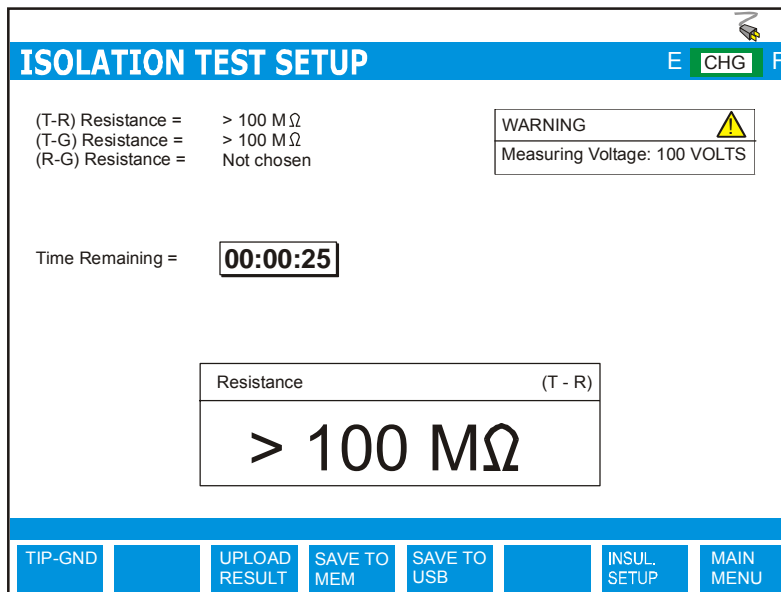 ISOLATION TEST SETUP
E CHG F
(T-R) Resistance = > 100 MΩ
(T-G) Resistance = > 100 MΩ
(R-G) Resistance = Not chosen
WARNING
Measuring Voltage: 100 VOLTS
Time Remaining = 00:00:25
Resistance (T - R)
> 100 MΩ
TIP-GND
UPLOAD
RESULT
SAVE TO
MEM
SAVE TO
USB
INSUL.
SETUP
MAIN
MENU